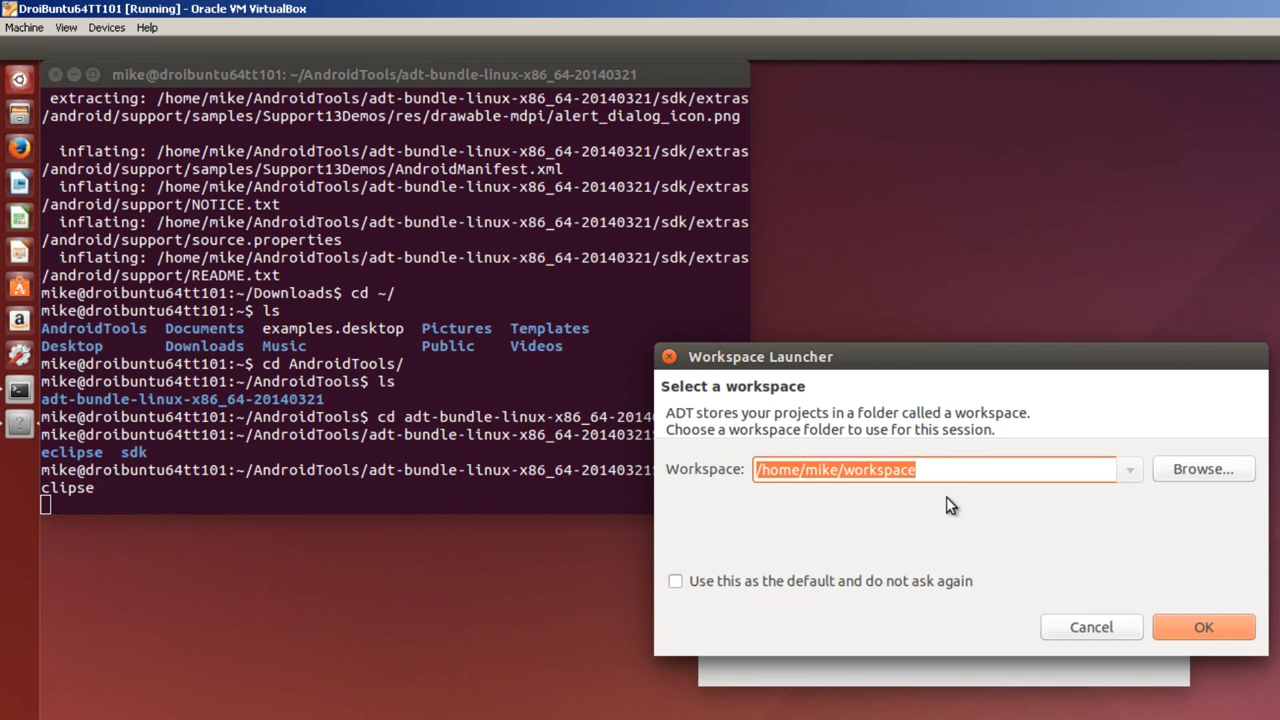 DroiBuntu64TT101 [Running] - Oracle VM VirtualBox
Machine View Devices Help
mike@droibuntu64tt101: ~/AndroidTools/adt-bundle-linux-x86_64-20140321
extracting: /home/mike/AndroidTools/adt-bundle-linux-x86_64-20140321/sdk/extras
/android/support/samples/Support13Demos/res/drawable-mdpi/alert_dialog_icon.png
inflating: /home/mike/AndroidTools/adt-bundle-linux-x86_64-20140321/sdk/extras
/android/support/samples/Support13Demos/AndroidManifest.xml
inflating: /home/mike/AndroidTools/adt-bundle-linux-x86_64-20140321/sdk/extras
/android/support/NOTICE.txt
inflating: /home/mike/AndroidTools/adt-bundle-linux-x86_64-20140321/sdk/extras
/android/support/source.properties
inflating: /home/mike/AndroidTools/adt-bundle-linux-x86_64-20140321/sdk/extras
/android/support/README.txt
mike@droibuntu64tt101:~/Downloads$ cd ~/
mike@droibuntu64tt101:~$ ls
AndroidTools Documents examples.desktop Pictures Templates
Desktop Downloads Music Public Videos
mike@droibuntu64tt101:~$ cd AndroidTools/
mike@droibuntu64tt101:~/AndroidTools$ ls
adt-bundle-linux-x86_64-20140321
mike@droibuntu64tt101:~/AndroidTools$ cd adt-bundle-linux-x86_64-2014
mike@droibuntu64tt101:~/AndroidTools/adt-bundle-linux-x86_64-20140321
eclipse sdk
mike@droibuntu64tt101:~/AndroidTools/adt-bundle-linux-x86_64-20140321
clipse
Workspace Launcher
Select a workspace
ADT stores your projects in a folder called a workspace.
Choose a workspace folder to use for this session.
Workspace: /home/mike/workspace Browse...
Use this as the default and do not ask again
Cancel OK